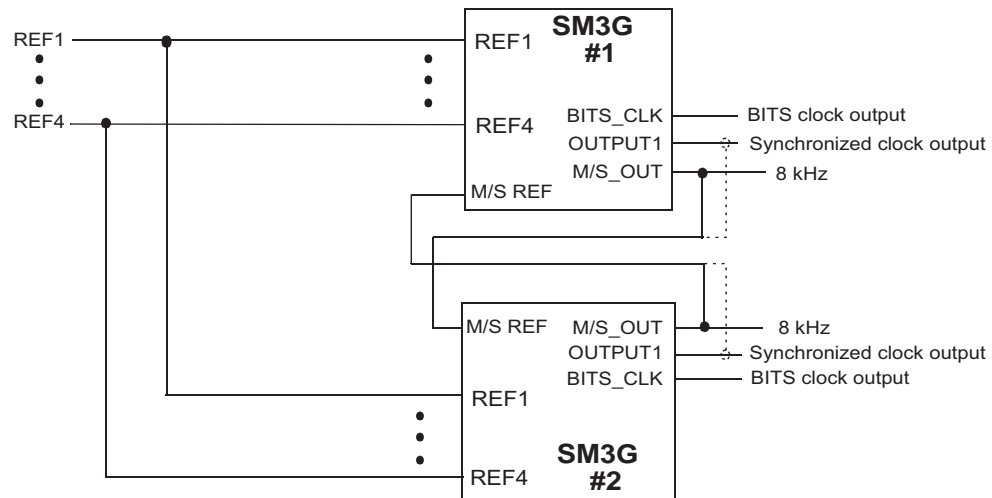 REF1
REF4
SM3G
#1
REF1
REF4
BITS_CLK
OUTPUT1
M/S_OUT
M/S REF
BITS clock output
Synchronized clock output
8 kHz
M/S REF
M/S_OUT
OUTPUT1
BITS_CLK
8 kHz
Synchronized clock output
BITS clock output
REF1
REF4
SM3G
#2